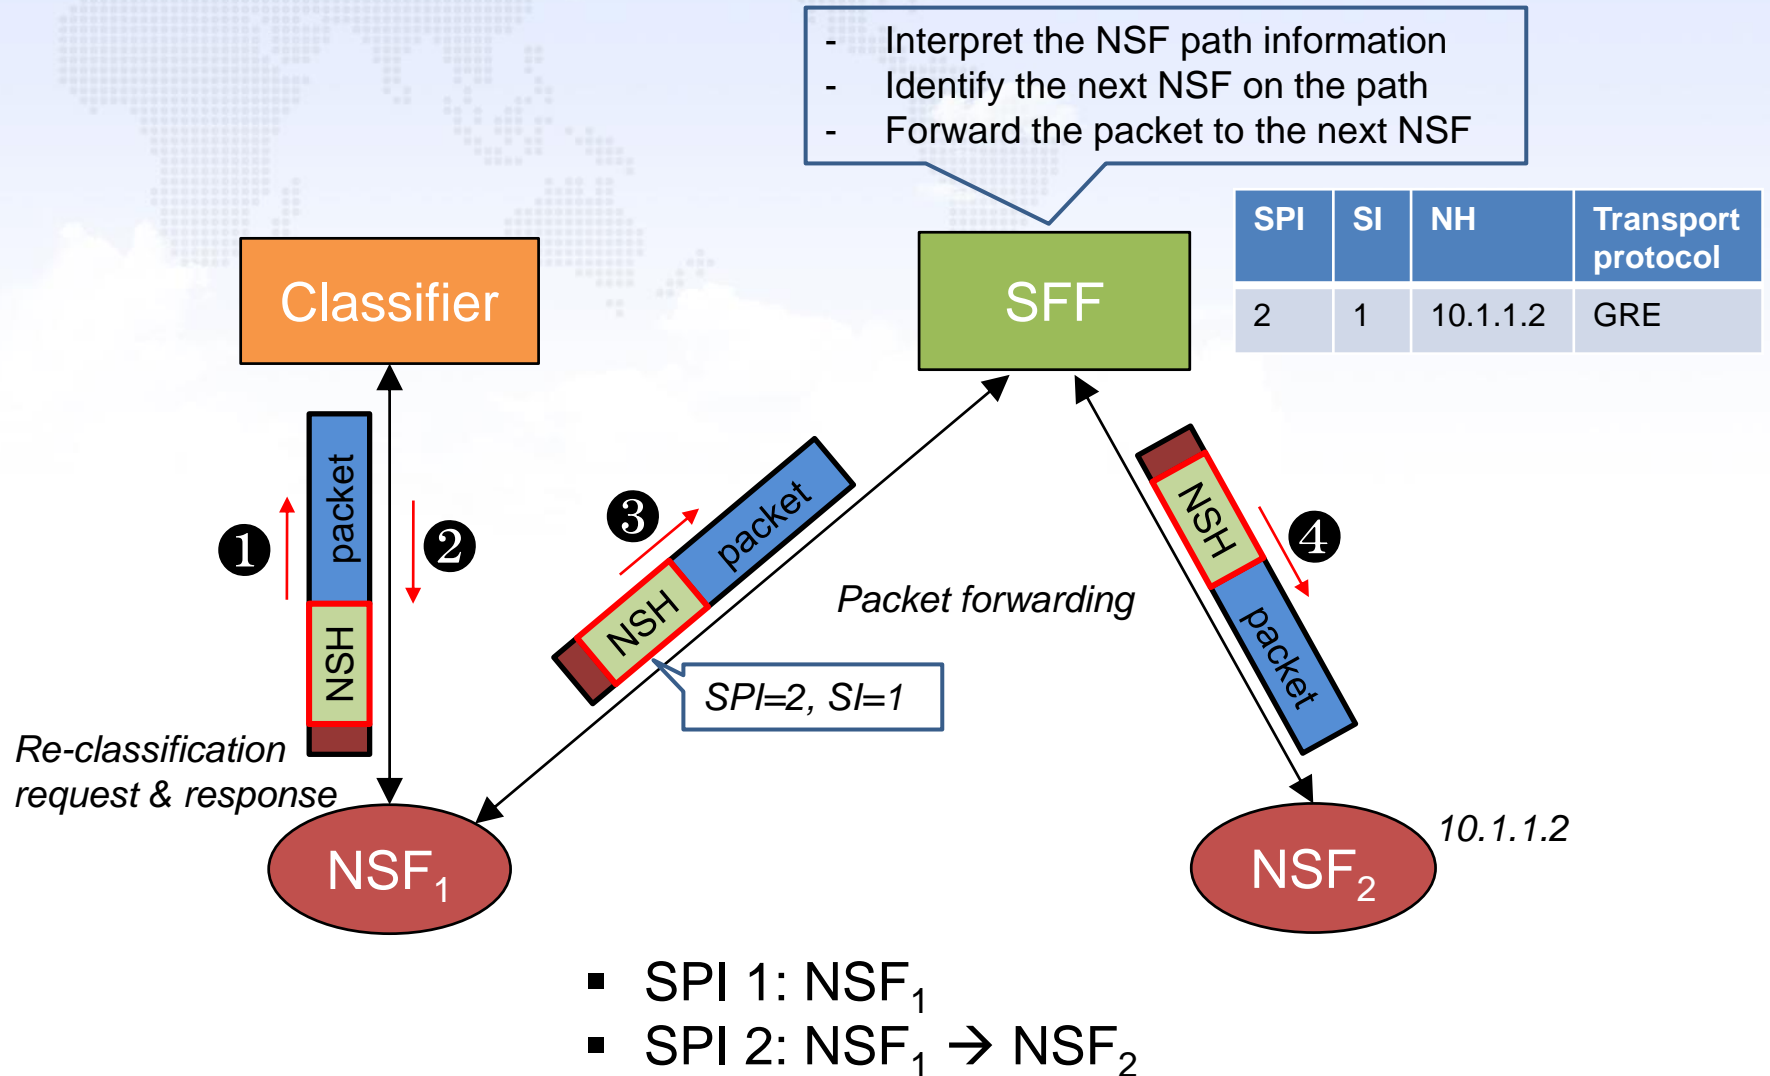 - Interpret the NSF path information
- Identify the next NSF on the path
- Forward the packet to the next NSF
SPI SI NH Transport protocol
2 1 10.1.1.2 GRE
Classifier
SFF
packet
NSH
❶
❷
❸
packet
NSH
SPI=2, SI=1
Packet forwarding
NSH
packet
❹
Re-classification
request & response
NSF₁
NSF₂
10.1.1.2
▪ SPI 1: NSF₁
▪ SPI 2: NSF₁ → NSF₂